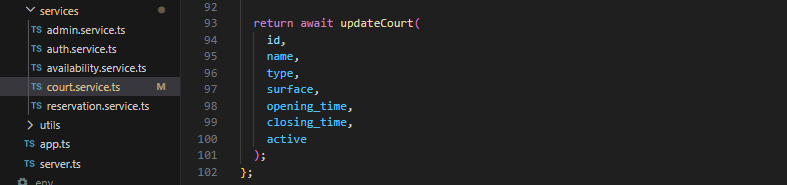 services
TS admin.service.ts
TS auth.service.ts
TS availability.service.ts
TS court.service.ts M
TS reservation.service.ts
utils
TS app.ts
TS server.ts
.env
92
93 return await updateCourt(
94 id,
95 name,
96 type,
97 surface,
98 opening_time,
99 closing_time,
100 active
101 );
102 };